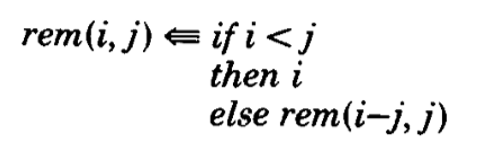 rem(i, j) ⇚ if i < j
then i
else rem(i−j, j)